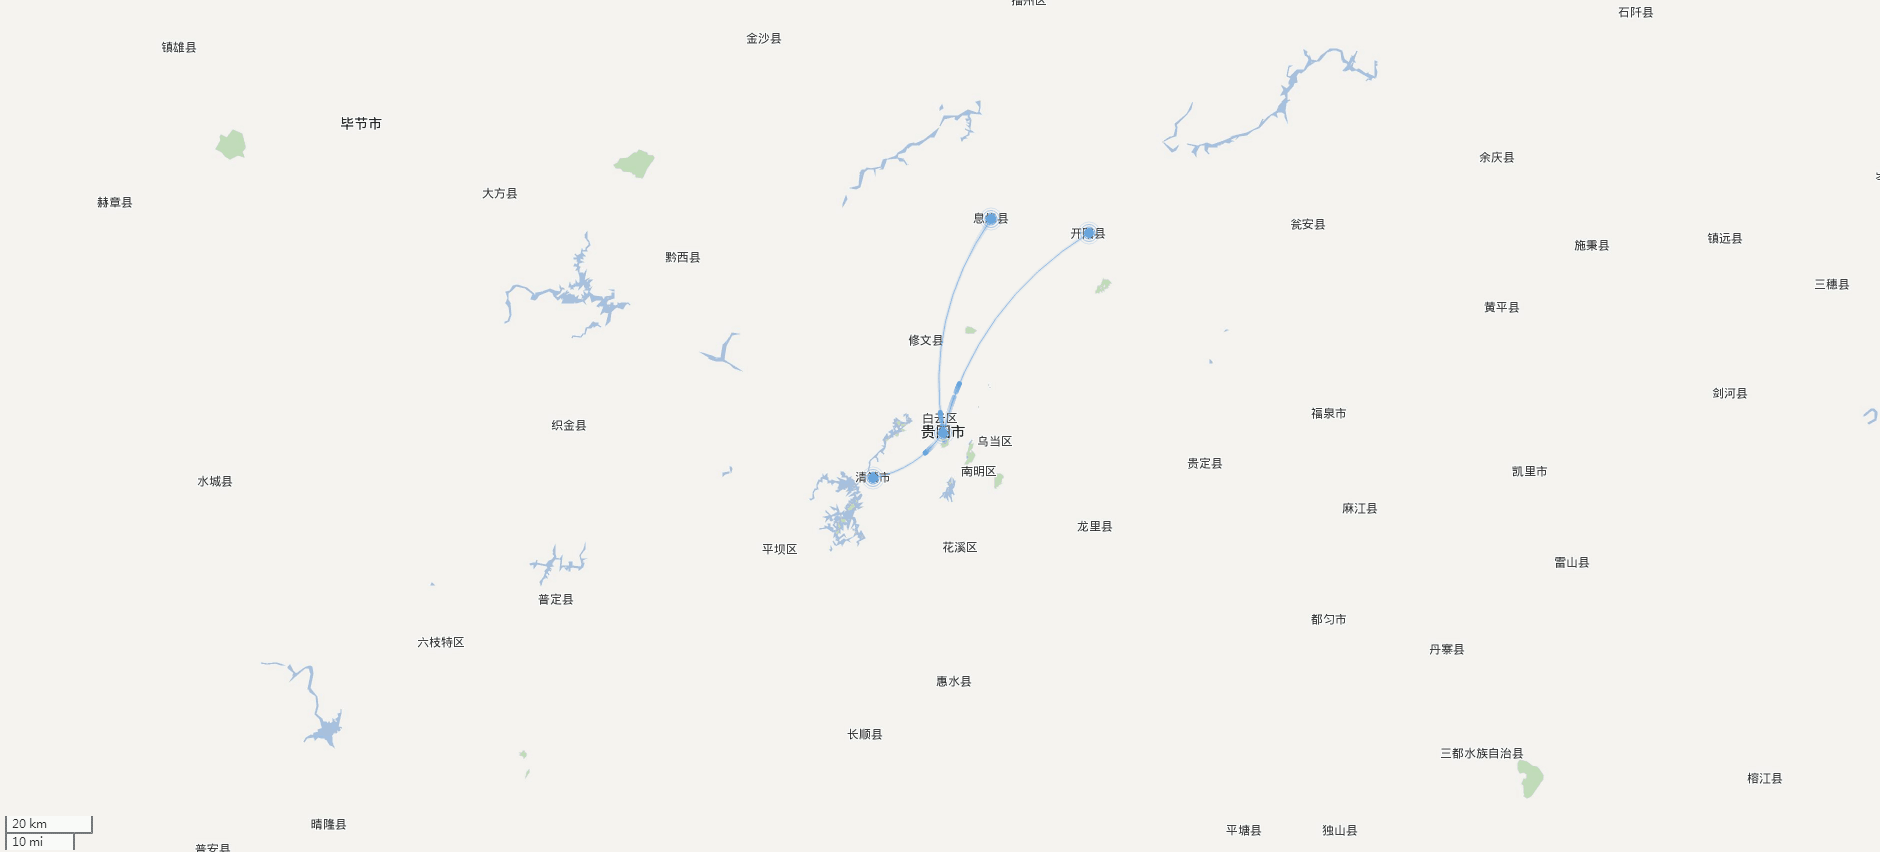 石阡县
金沙县
镇雄县
毕节市
余庆县
大方县
赫章县
息烽县
瓮安县
开阳县
镇远县
施秉县
黔西县
三穗县
黄平县
修文县
剑河县
福泉市
白云区
织金县
贵阳市
乌当区
贵定县
南明区
凯里市
清镇市
水城县
麻江县
龙里县
花溪区
平坝区
雷山县
普定县
都匀市
六枝特区
丹寨县
惠水县
长顺县
三都水族自治县
榕江县
20 km
晴隆县
平塘县
独山县
10 mi
普安县